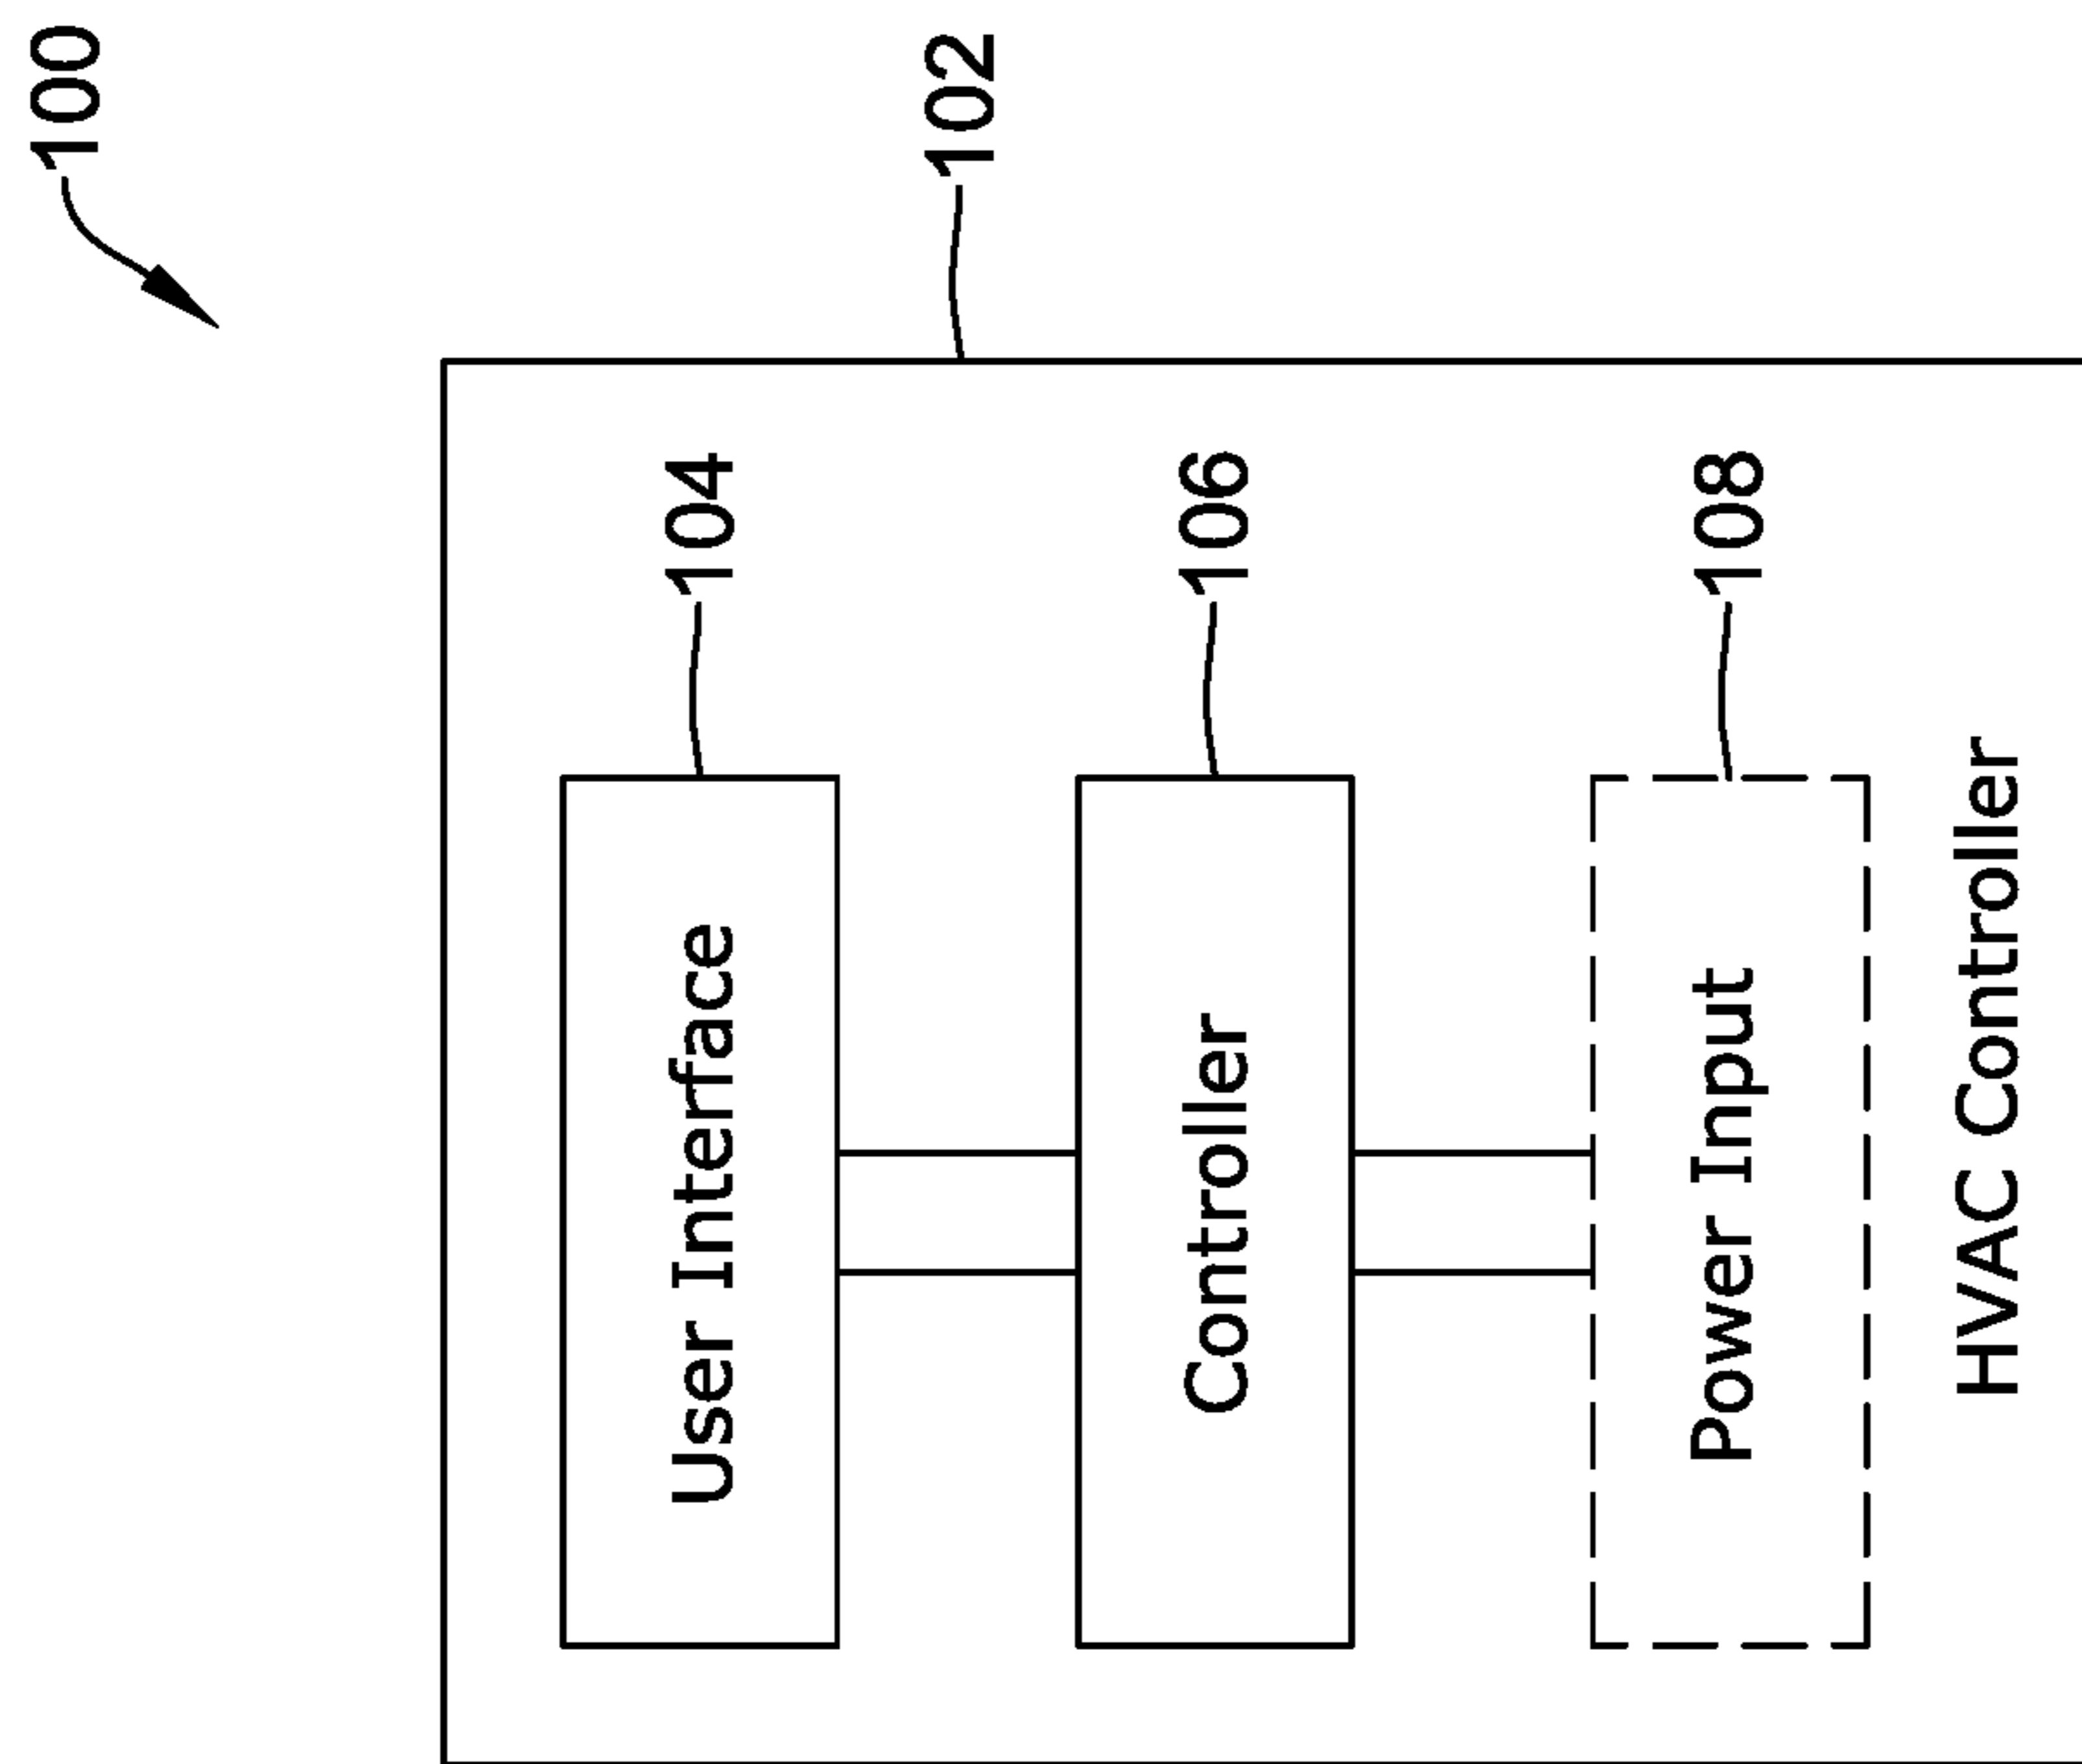 100
102
User Interface
104
Controller
106
Power Input
108
HVAC Controller